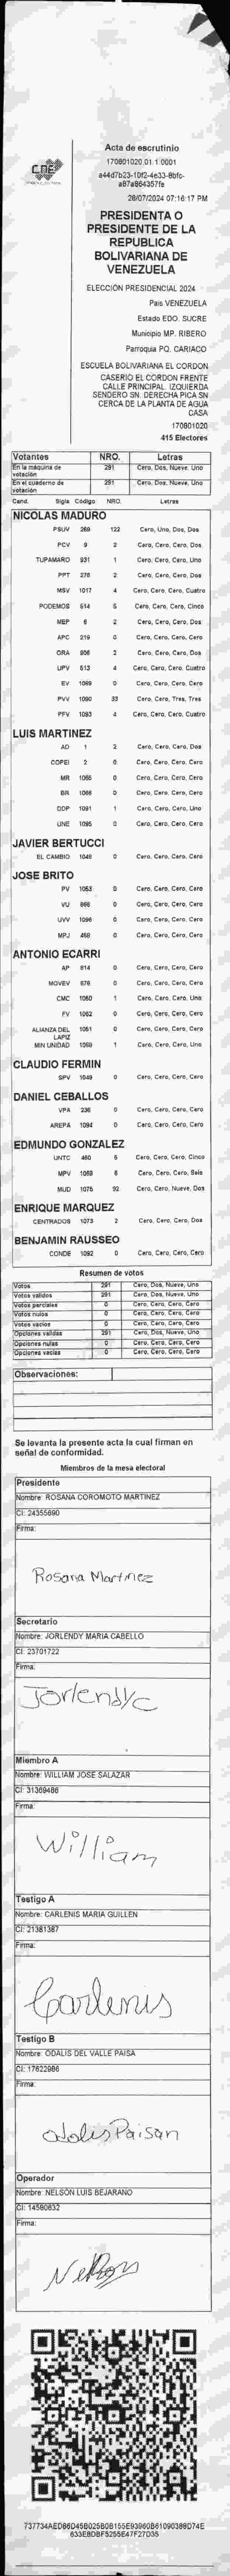 CNE
Acta de escrutinio
170801020.01.1.0001
a44d7b23-10f2-4e33-8bfc-
a87a864357fe
28/07/2024 07:16:17 PM
PRESIDENTA O
PRESIDENTE DE LA
REPUBLICA
BOLIVARIANA DE
VENEZUELA
ELECCIÓN PRESIDENCIAL 2024
Pais VENEZUELA
Estado EDO. SUCRE
Municipio MP. RIBERO
Parroquia PQ. CARIACO
ESCUELA BOLIVARIANA EL CORDON
CASERIO EL CORDON FRENTE
CALLE PRINCIPAL. IZQUIERDA
SENDERO SN. DERECHA PICA SN
CERCA DE LA PLANTA DE AGUA
CASA
170801020
415 Electores
Votantes NRO. Letras
En la máquina de votación 291 Cero, Dos, Nueve, Uno
En el cuaderno de votación 291 Cero, Dos, Nueve, Uno
Cand. Sigla Código NRO. Letras
NICOLAS MADURO
PSUV 269 122 Cero, Uno, Dos, Dos
PCV 9 2 Cero, Cero, Cero, Dos
TUPAMARO 931 1 Cero, Cero, Cero, Uno
PPT 276 2 Cero, Cero, Cero, Dos
MSV 1017 4 Cero, Cero, Cero, Cuatro
PODEMOS 514 5 Cero, Cero, Cero, Cinco
MEP 6 2 Cero, Cero, Cero, Dos
APC 219 0 Cero, Cero, Cero, Cero
ORA 906 2 Cero, Cero, Cero, Dos
UPV 613 4 Cero, Cero, Cero, Cuatro
EV 1069 0 Cero, Cero, Cero, Cero
PVV 1090 33 Cero, Cero, Tres, Tres
PFV 1093 4 Cero, Cero, Cero, Cuatro
LUIS MARTINEZ
AD 1 2 Cero, Cero, Cero, Dos
COPEI 2 0 Cero, Cero, Cero, Cero
MR 1065 0 Cero, Cero, Cero, Cero
BR 1066 0 Cero, Cero, Cero, Cero
DDP 1091 1 Cero, Cero, Cero, Uno
UNE 1095 0 Cero, Cero, Cero, Cero
JAVIER BERTUCCI
EL CAMBIO 1048 0 Cero, Cero, Cero, Cero
JOSE BRITO
PV 1053 0 Cero, Cero, Cero, Cero
VU 866 0 Cero, Cero, Cero, Cero
UVV 1096 0 Cero, Cero, Cero, Cero
MPJ 458 0 Cero, Cero, Cero, Cero
ANTONIO ECARRI
AP 814 0 Cero, Cero, Cero, Cero
MOVEV 876 0 Cero, Cero, Cero, Cero
CMC 1050 1 Cero, Cero, Cero, Uno
FV 1052 0 Cero, Cero, Cero, Cero
ALIANZA DEL LAPIZ 1051 0 Cero, Cero, Cero, Cero
MIN UNIDAD 1059 1 Cero, Cero, Cero, Uno
CLAUDIO FERMIN
SPV 1049 0 Cero, Cero, Cero, Cero
DANIEL CEBALLOS
VPA 236 0 Cero, Cero, Cero, Cero
AREPA 1094 0 Cero, Cero, Cero, Cero
EDMUNDO GONZALEZ
UNTC 460 5 Cero, Cero, Cero, Cinco
MPV 1068 6 Cero, Cero, Cero, Seis
MUD 1075 92 Cero, Cero, Nueve, Dos
ENRIQUE MARQUEZ
CENTRADOS 1073 2 Cero, Cero, Cero, Dos
BENJAMIN RAUSSEO
CONDE 1092 0 Cero, Cero, Cero, Cero
Resumen de votos
Votos 291 Cero, Dos, Nueve, Uno
Votos validos 291 Cero, Dos, Nueve, Uno
Votos parciales 0 Cero, Cero, Cero, Cero
Votos nulos 0 Cero, Cero, Cero, Cero
Votos vacios 0 Cero, Cero, Cero, Cero
Opciones validas 291 Cero, Dos, Nueve, Uno
Opciones nulas 0 Cero, Cero, Cero, Cero
Opciones vacias 0 Cero, Cero, Cero, Cero
Observaciones:
Se levanta la presente acta la cual firman en
señal de conformidad.
Miembros de la mesa electoral
Presidente
Nombre: ROSANA COROMOTO MARTINEZ
CI: 24355690
Firma:
Rosana Martinez
Secretario
Nombre: JORLENDY MARIA CABELLO
CI: 23701722
Firma:
Jorlendy C
Miembro A
Nombre: WILLIAM JOSE SALAZAR
CI: 31369486
Firma:
William
Testigo A
Nombre: CARLENIS MARIA GUILLEN
CI: 21381387
Firma:
Carlenis
Testigo B
Nombre: ODALIS DEL VALLE PAISA
CI: 17622986
Firma:
Odalis Paisan
Operador
Nombre: NELSON LUIS BEJARANO
CI: 14580632
Firma:
Nelson
737734AED86D45B025B0B155E93960B61090389D74E
633E8DBF5255E47F27D35